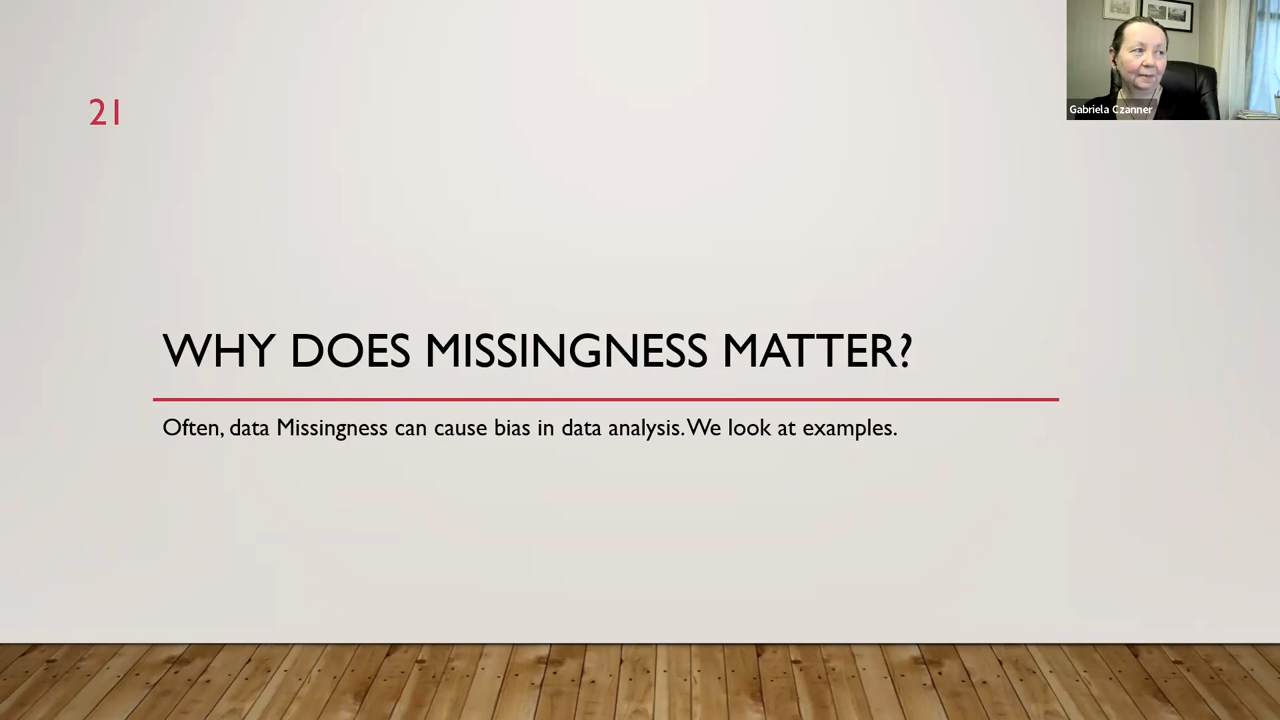 21
Gabriela Czanner
WHY DOES MISSINGNESS MATTER?
Often, data Missingness can cause bias in data analysis. We look at examples.